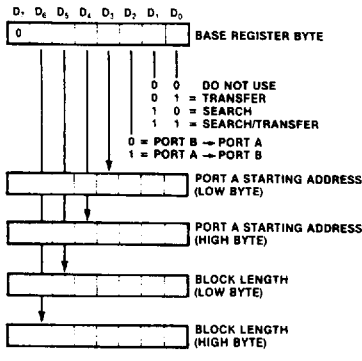 D₇ D₆ D₅ D₄ D₃ D₂ D₁ D₀
0 BASE REGISTER BYTE
0 0 DO NOT USE
0 1 = TRANSFER
1 0 = SEARCH
1 1 = SEARCH/TRANSFER
0 = PORT B → PORT A
1 = PORT A → PORT B
PORT A STARTING ADDRESS
(LOW BYTE)
PORT A STARTING ADDRESS
(HIGH BYTE)
BLOCK LENGTH
(LOW BYTE)
BLOCK LENGTH
(HIGH BYTE)